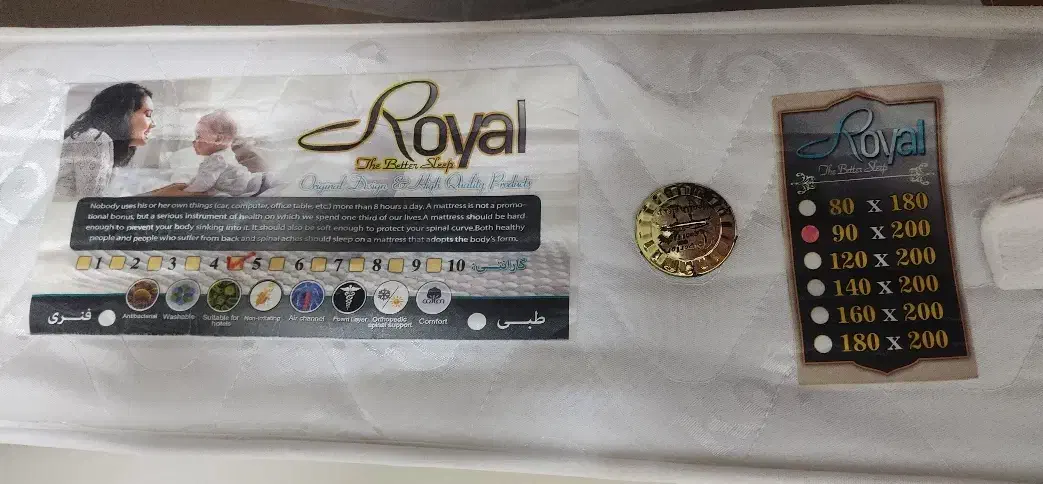 Royal
The Better Sleep
Original Design & High Quality Products
Nobody uses his or her own things (car, computer, office table, etc.) more than 8 hours a day. A mattress is not a promo-
tional bonus, but a serious instrument of health on which we spend one third of our lives. A mattress should be hard
enough to prevent your body sinking into it. It should also be soft enough to protect your spinal curve. Both healthy
people and people who suffer from back and spinal aches should sleep on a mattress that adopts the body's form.
1 2 3 4 5 6 7 8 9 10 گارانتی:
Antibacterial Washable Suitable for hotels Non-irritating Air channel Foam Layer Orthopedic spinal support Comfort
cotton
فنری
طبی
Royal
The Better Sleep
80 x 180
90 x 200
120 x 200
140 x 200
160 x 200
180 x 200